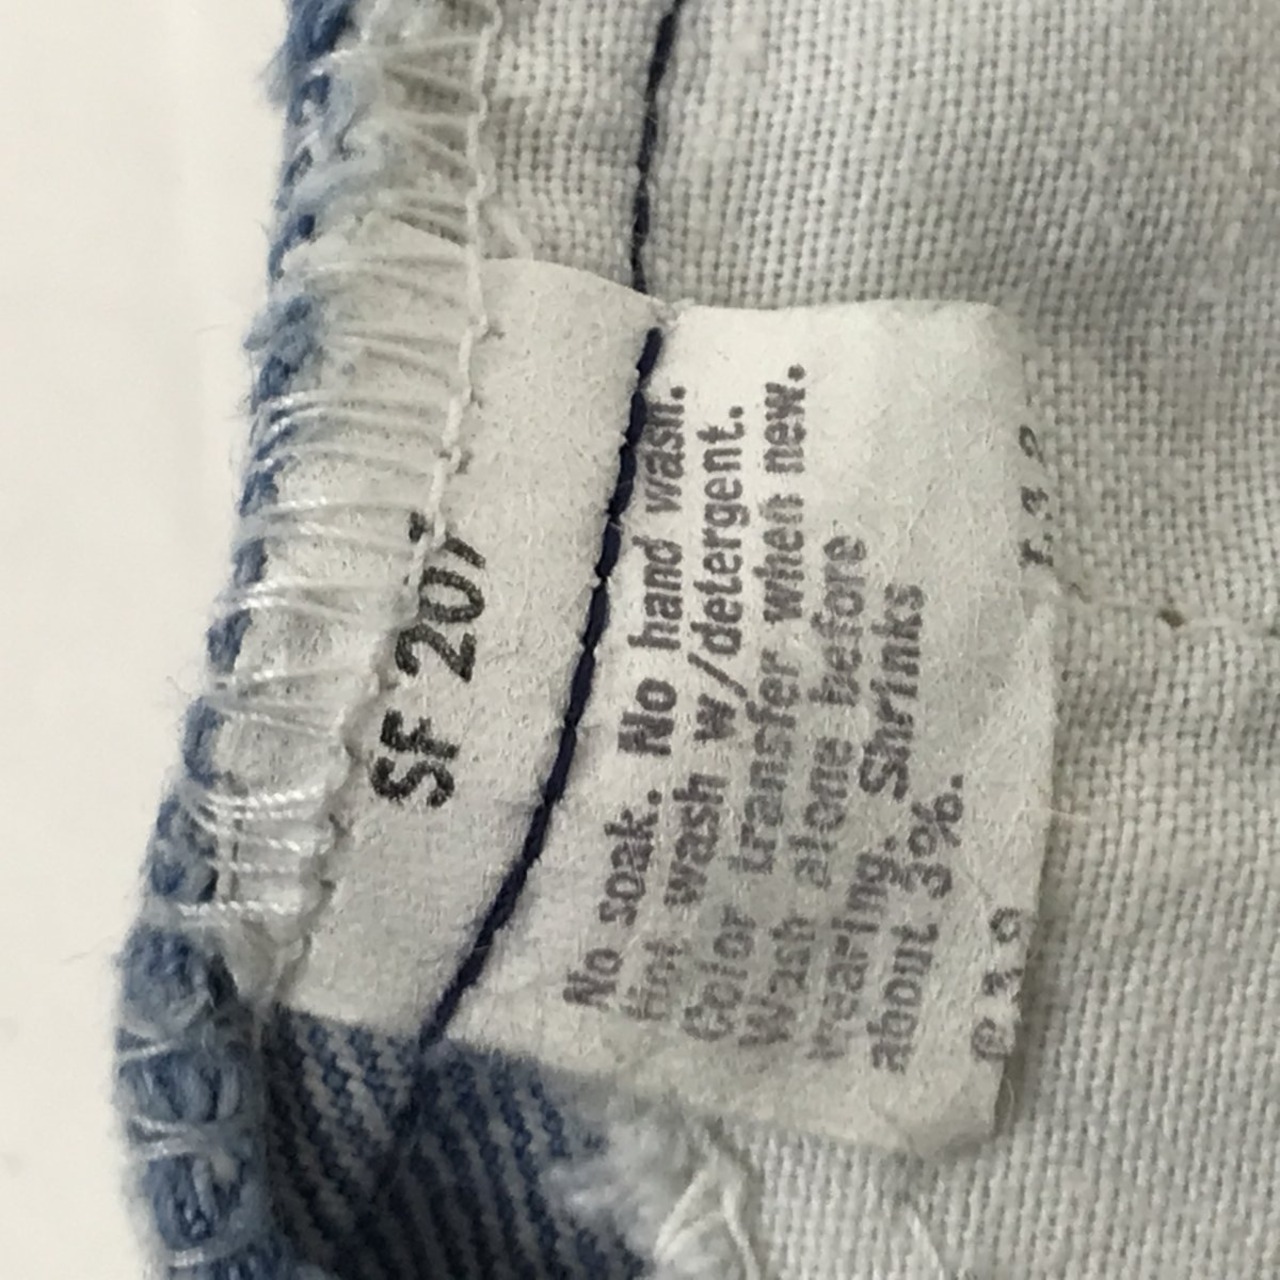 SF 207
No soak. No hand wash.
Hot wash w/detergent.
Color transfer when new.
Wash alone before
wearing. Shrinks
about 3%.